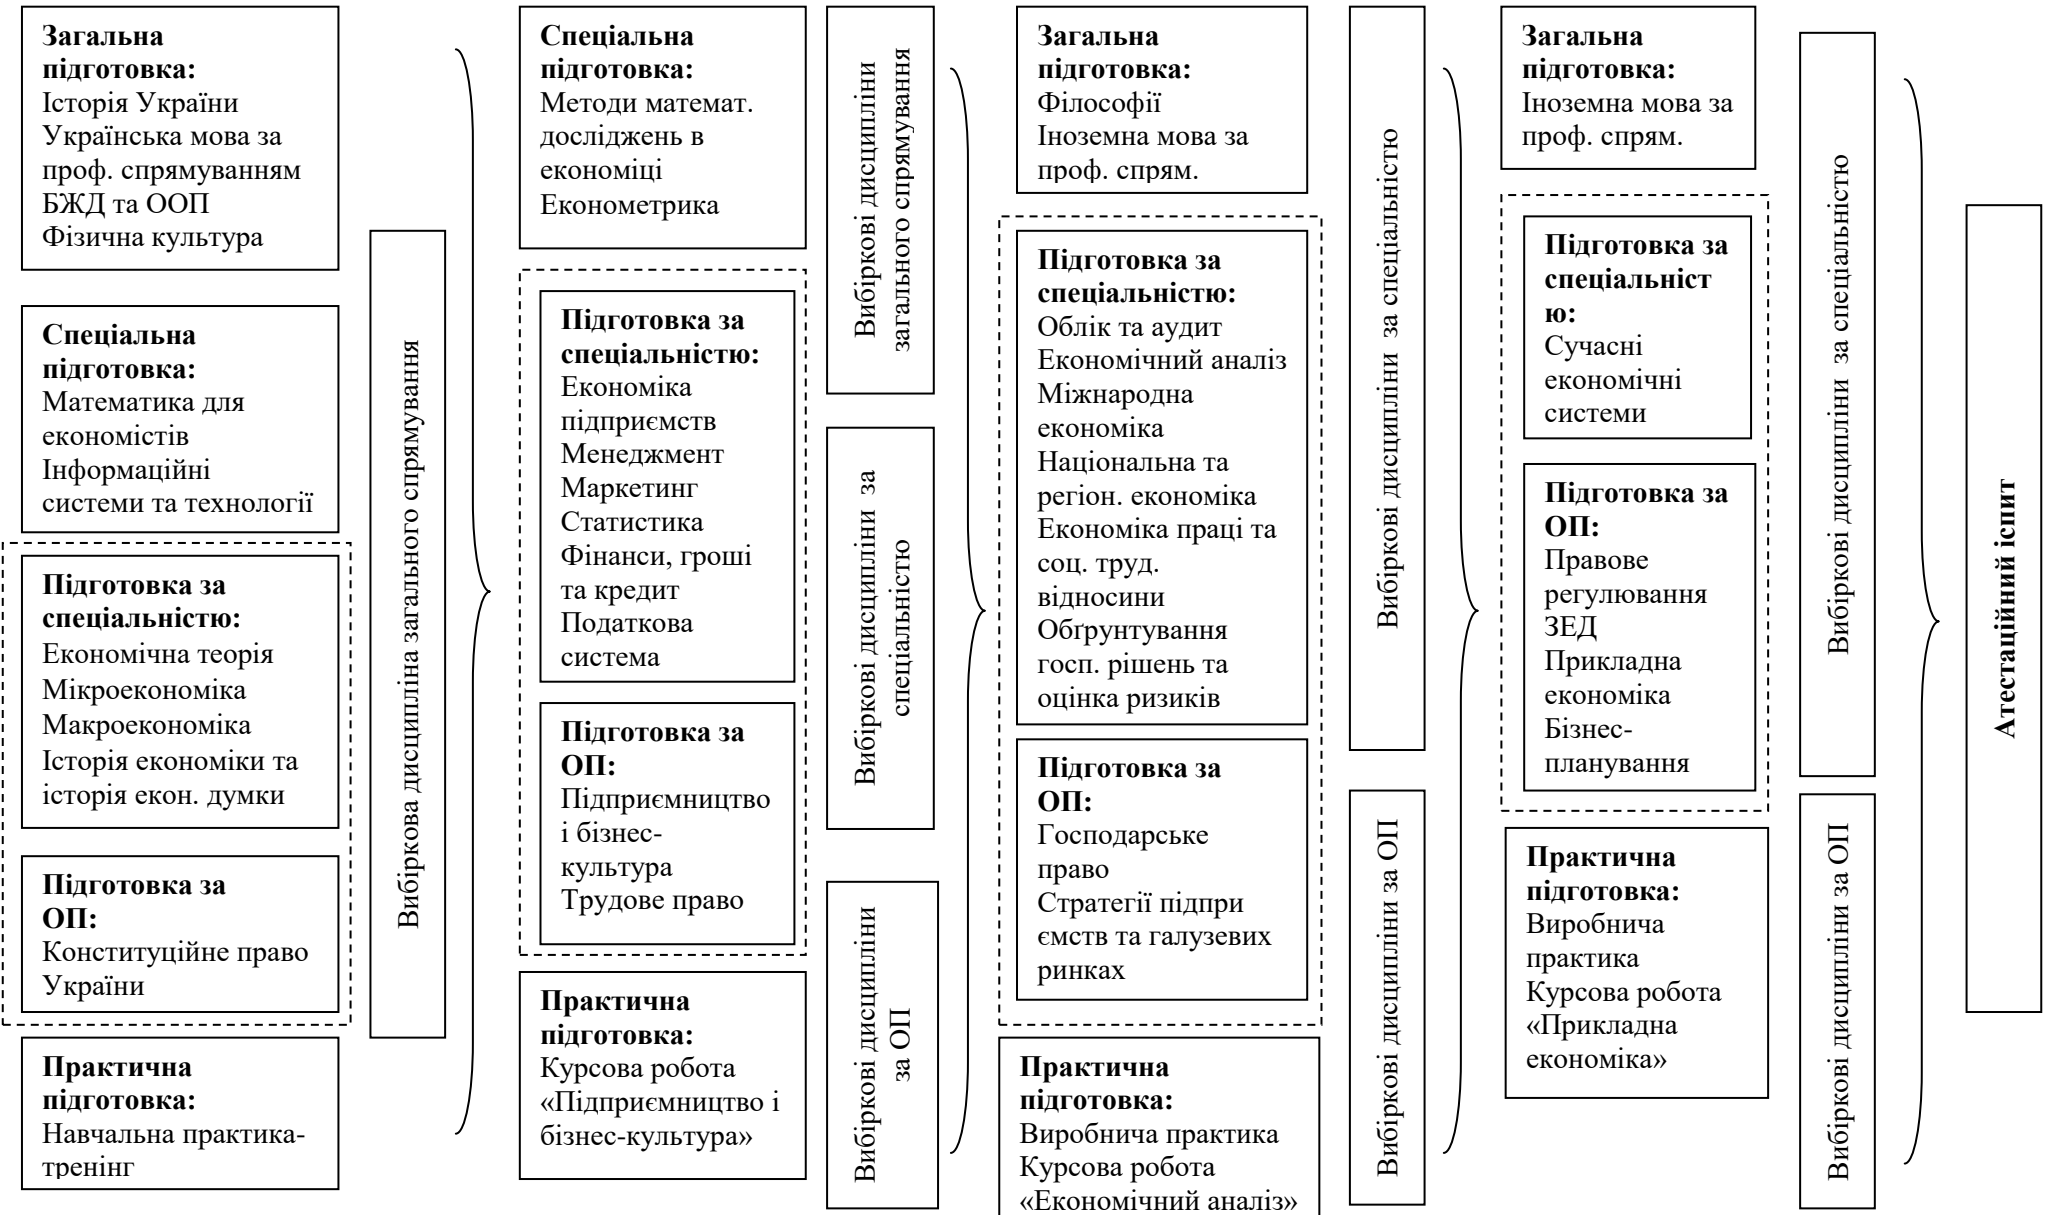 Загальна
підготовка:
Історія України
Українська мова за
проф. спрямуванням
БЖД та ООП
Фізична культура
Спеціальна
підготовка:
Математика для
економістів
Інформаційні
системи та технології
Підготовка за
спеціальністю:
Економічна теорія
Мікроекономіка
Макроекономіка
Історія економіки та
історія екон. думки
Підготовка за
ОП:
Конституційне право
України
Практична
підготовка:
Навчальна практика-
тренінг
Вибіркова дисципліна загального спрямування
Спеціальна
підготовка:
Методи математ.
досліджень в
економіці
Економетрика
Підготовка за
спеціальністю:
Економіка
підприємств
Менеджмент
Маркетинг
Статистика
Фінанси, гроші
та кредит
Податкова
система
Підготовка за
ОП:
Підприємництво
і бізнес-
культура
Трудове право
Практична
підготовка:
Курсова робота
«Підприємництво і
бізнес-культура»
Вибіркові дисципліни
загального спрямування
Вибіркові дисципліни за
спеціальністю
Вибіркові дисципліни
за ОП
Загальна
підготовка:
Філософії
Іноземна мова за
проф. спрям.
Підготовка за
спеціальністю:
Облік та аудит
Економічний аналіз
Міжнародна
економіка
Національна та
регіон. економіка
Економіка праці та
соц. труд.
відносини
Обґрунтування
госп. рішень та
оцінка ризиків
Підготовка за
ОП:
Господарське
право
Стратегії підпри
ємств та галузевих
ринках
Практична
підготовка:
Виробнича практика
Курсова робота
«Економічний аналіз»
Вибіркові дисципліни за спеціальністю
Вибіркові дисципліни за ОП
Загальна
підготовка:
Іноземна мова за
проф. спрям.
Підготовка за
спеціальніст
ю:
Сучасні
економічні
системи
Підготовка за
ОП:
Правове
регулювання
ЗЕД
Прикладна
економіка
Бізнес-
планування
Практична
підготовка:
Виробнича
практика
Курсова робота
«Прикладна
економіка»
Вибіркові дисципліни за спеціальністю
Вибіркові дисципліни за ОП
Атестаційний іспит